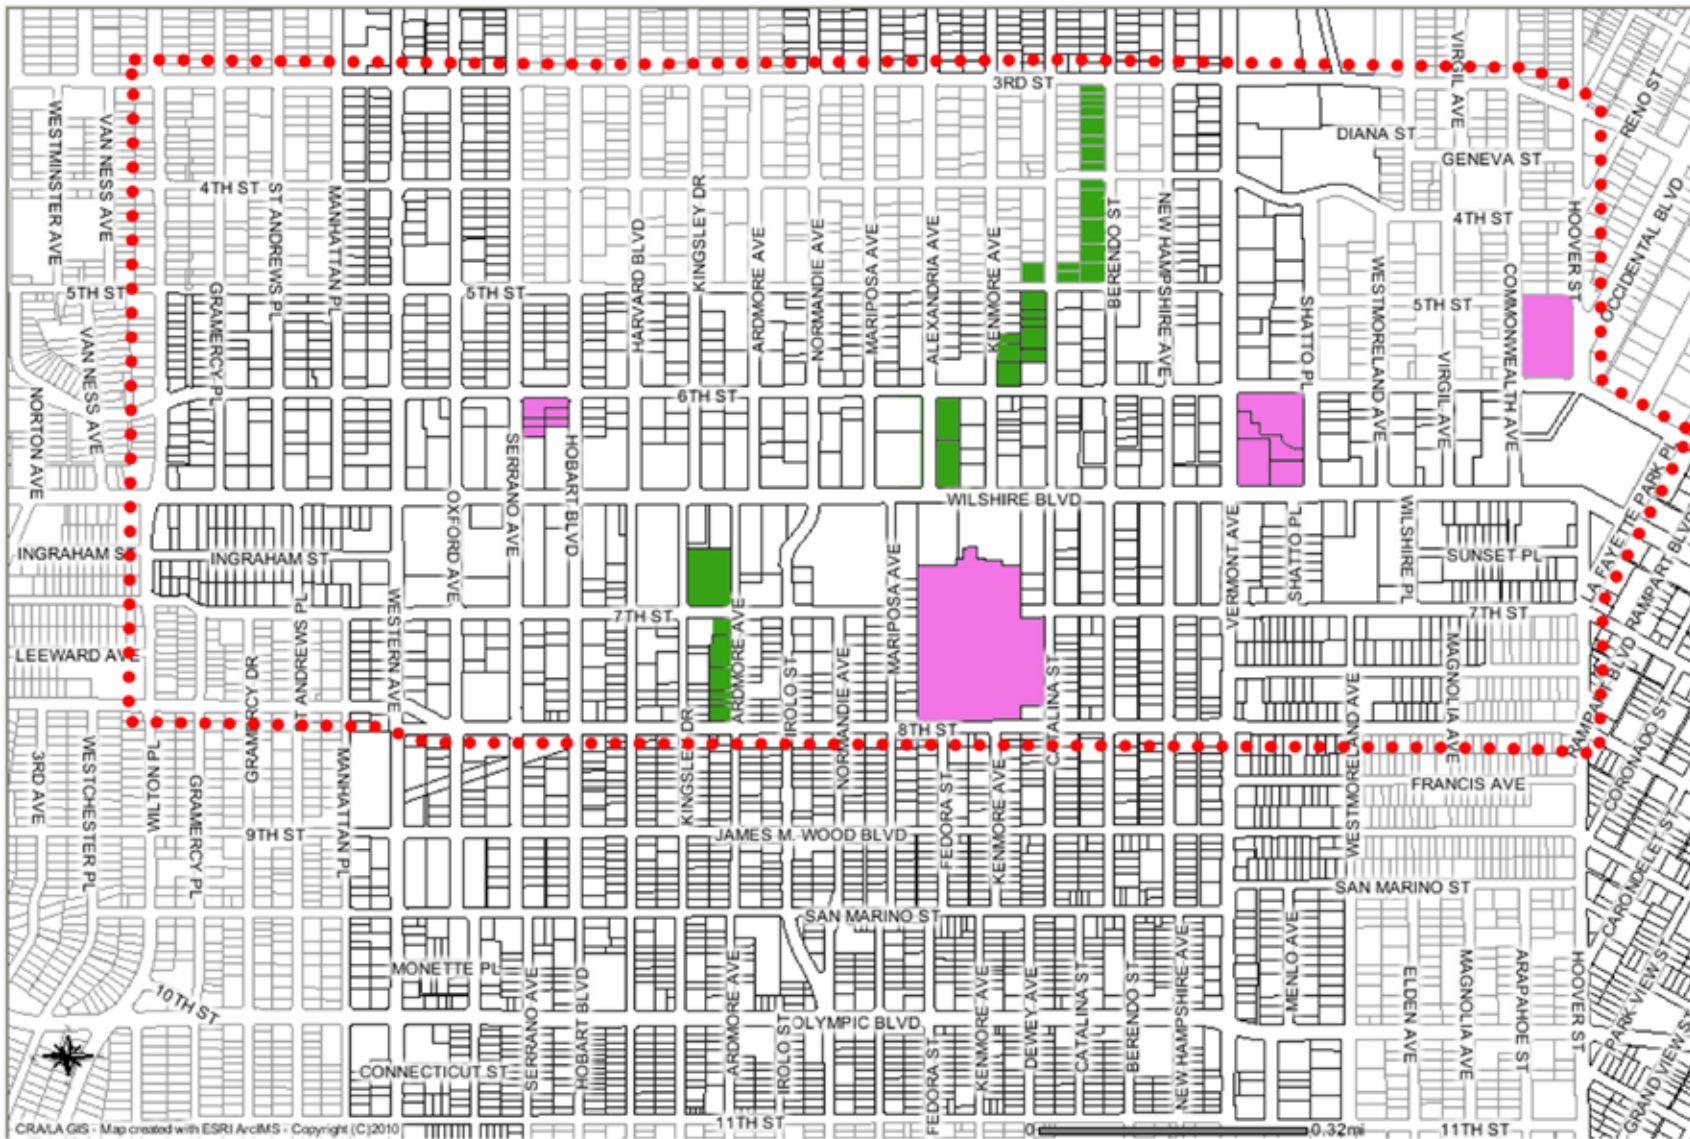 3RD ST
VIRGIL AVE
RENO ST
WESTMINSTER AVE
VAN NESS AVE
DIANA ST
GENEVA ST
4TH ST
ST ANDREWS PL
MANHATTAN PL
HARVARD BLVD
KINGSLEY DR
ARDMORE AVE
NORMANDIE AVE
MARIPOSA AVE
ALEXANDRIA AVE
KENMORE AVE
BERENDO ST
NEW HAMPSHIRE AVE
4TH ST
HOOVER ST
OCCIDENTAL BLVD
5TH ST
GRAMERCY PL
5TH ST
SHATTO PL
WESTMORELAND AVE
5TH ST
COMMONWEALTH AVE
VAN NESS AVE
NORTON AVE
6TH ST
VIRGIL AVE
SERRANO AVE
HOBART BLVD
OXFORD AVE
WILSHIRE BLVD
LA FAYETTE PARK PL
INGRAHAM ST
INGRAHAM ST
MARIPOSA AVE
VERMONT AVE
SHATTO PL
WILSHIRE PL
SUNSET PL
RAMPART BLVD
ST ANDREWS PL
WESTERN AVE
7TH ST
ARDMORE AVE
7TH ST
LEEWARD AVE
GRAMERCY DR
IROLO ST
NORMANDIE AVE
CATALINA ST
WESTMORELAND AVE
MAGNOLIA AVE
RAMPART BLVD
8TH ST
3RD AVE
WESTCHESTER PL
WILTON PL
GRAMERCY PL
MANHATTAN PL
KINGSLEY DR
FEDORA ST
KENMORE AVE
FRANCIS AVE
CORONADO ST
9TH ST
JAMES M. WOOD BLVD
CARONDELET ST
SAN MARINO ST
SAN MARINO ST
MONETTE PL
SERRANO AVE
HOBART BLVD
ARDMORE AVE
KENMORE AVE
DEWEY AVE
CATALINA ST
BERENDO ST
NEW HAMPSHIRE AVE
MENLO AVE
ELDEN AVE
MAGNOLIA AVE
ARAPAHOE ST
HOOVER ST
PARK VIEW ST
10TH ST
OLYMPIC BLVD
IROLO ST
FEDORA ST
GRAND VIEW ST
CONNECTICUT ST
11TH ST
11TH ST
CRA/LA GIS - Map created with ESRI ArcIMS - Copyright (C)2010
0 0.32mi